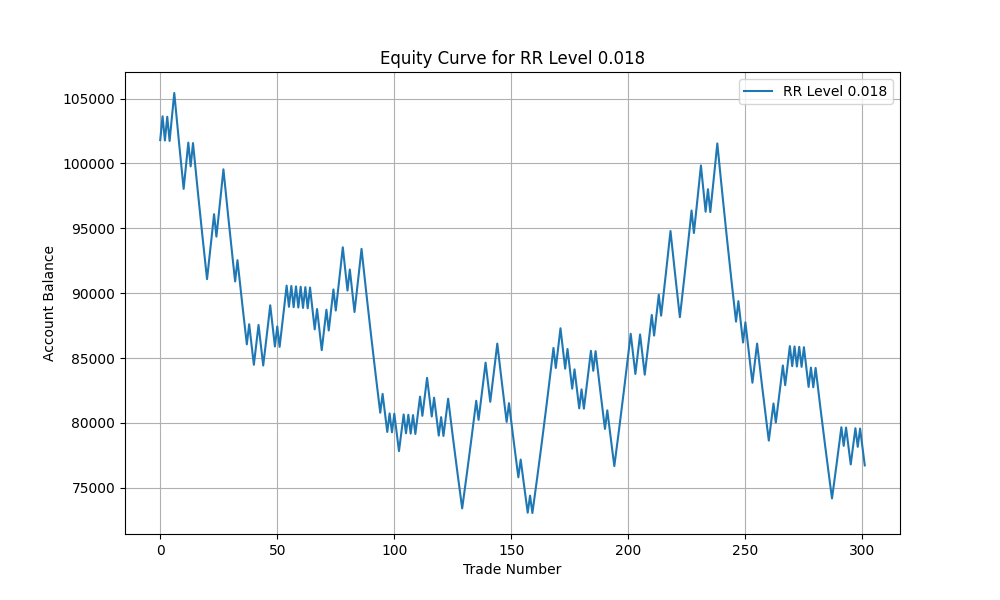 Equity Curve for RR Level 0.018
RR Level 0.018
105000
100000
95000
90000
85000
80000
75000
Account Balance
0 50 100 150 200 250 300
Trade Number